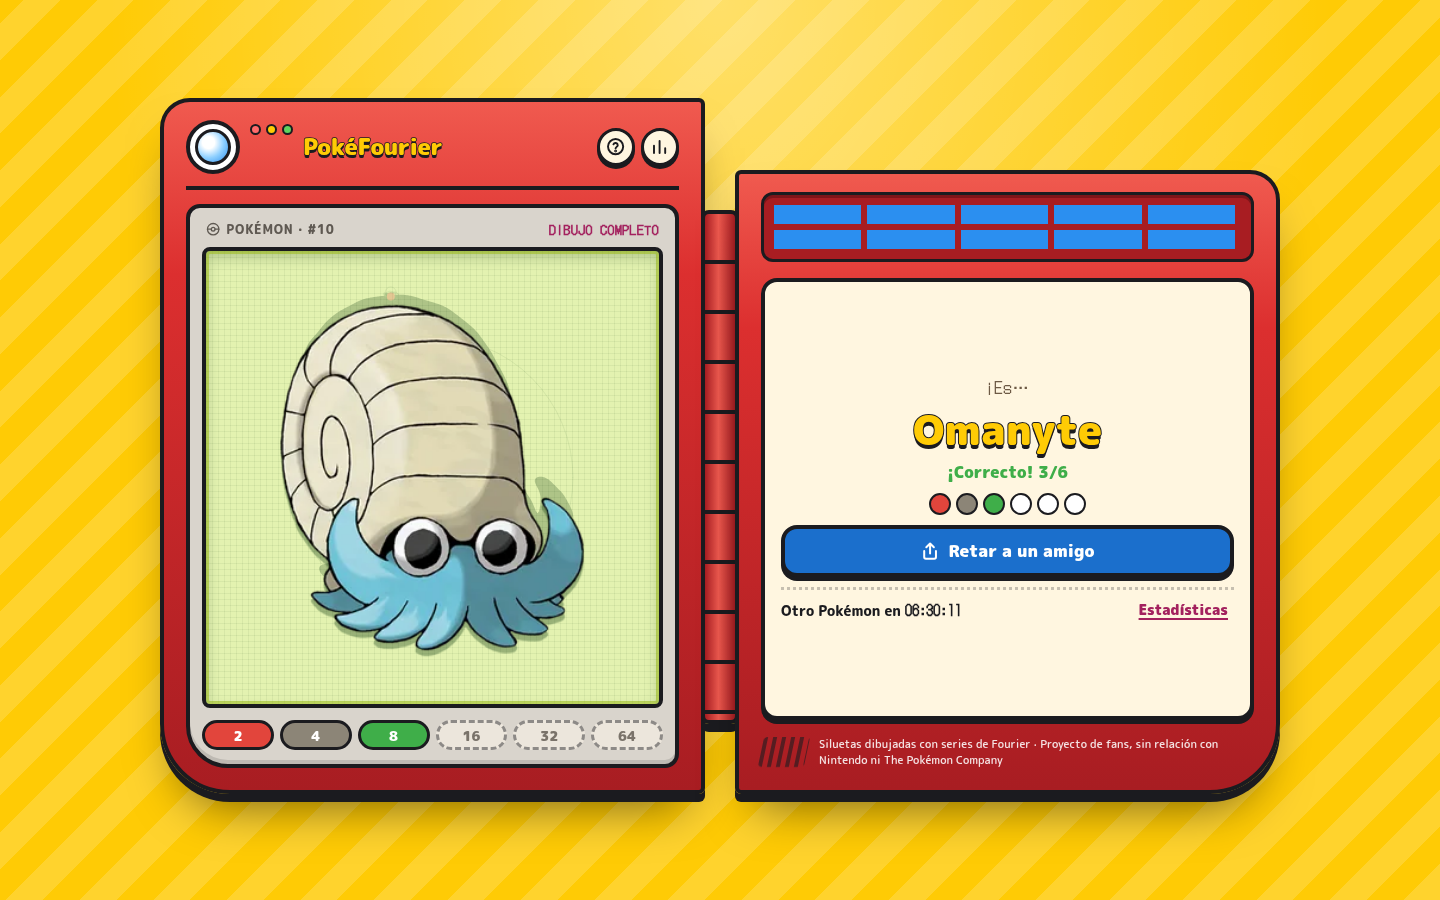 PokéFourier
POKÉMON · #10
DIBUJO COMPLETO
2 4 8 16 32 64
¡Es…
Omanyte
¡Correcto! 3/6
Retar a un amigo
Otro Pokémon en 06:30:11
Estadísticas
Siluetas dibujadas con series de Fourier · Proyecto de fans, sin relación con
Nintendo ni The Pokémon Company